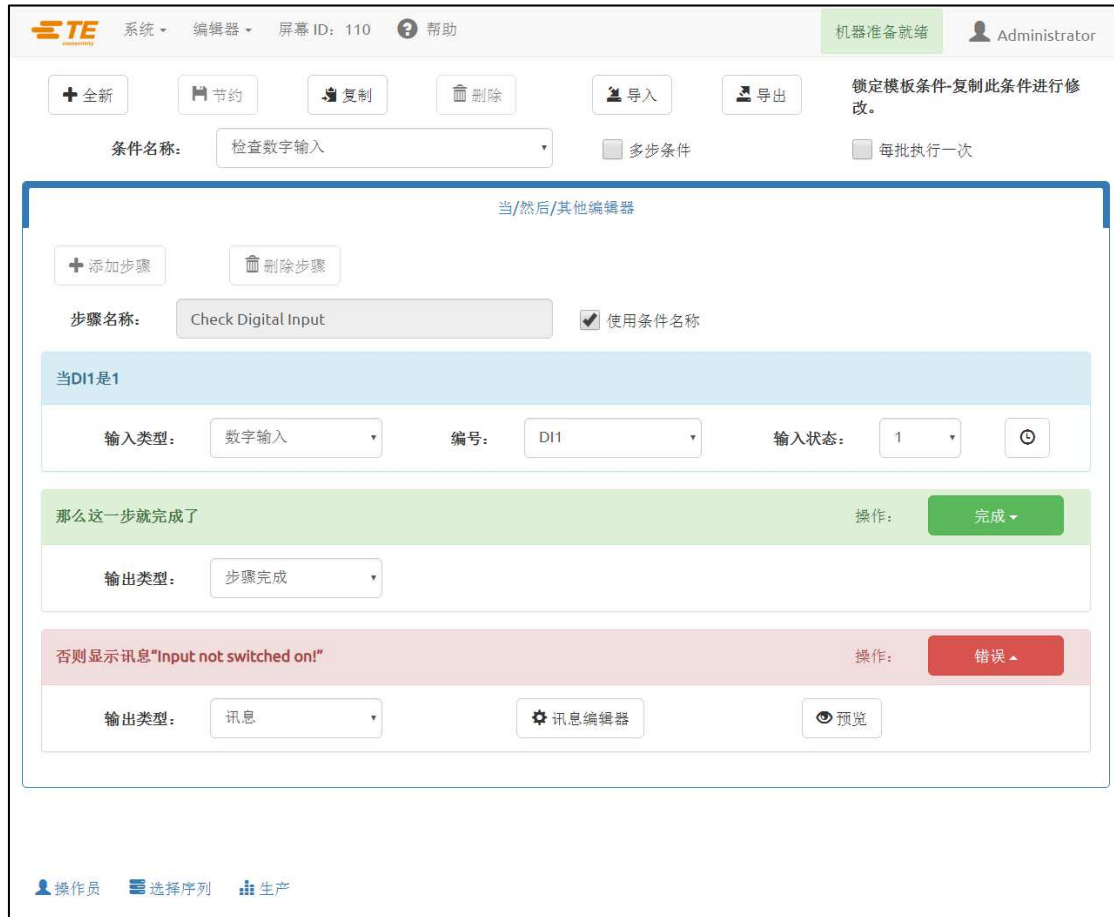 TE connectivity 系统 编辑器 屏幕 ID：110 帮助 机器准备就绪 Administrator
全新 节约 复制 删除 导入 导出 锁定模板条件-复制此条件进行修
改。
条件名称： 检查数字输入 多步条件 每批执行一次
当/然后/其他编辑器
添加步骤 删除步骤
步骤名称： Check Digital Input 使用条件名称
当DI1是1
输入类型： 数字输入 编号： DI1 输入状态： 1
那么这一步就完成了 操作： 完成
输出类型： 步骤完成
否则显示讯息“Input not switched on!” 操作： 错误
输出类型： 讯息 讯息编辑器 预览
操作员 选择序列 生产